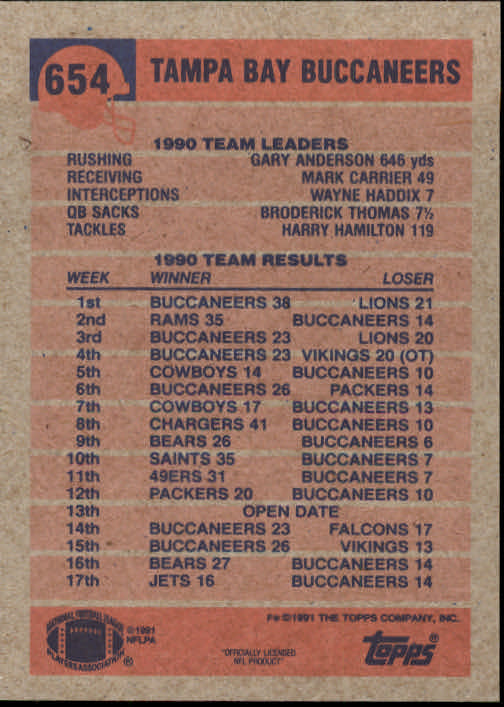 654 TAMPA BAY BUCCANEERS
1990 TEAM LEADERS
RUSHING GARY ANDERSON 646 yds
RECEIVING MARK CARRIER 49
INTERCEPTIONS WAYNE HADDIX 7
QB SACKS BRODERICK THOMAS 7½
TACKLES HARRY HAMILTON 119
1990 TEAM RESULTS
WEEK WINNER LOSER
1st BUCCANEERS 38 LIONS 21
2nd RAMS 35 BUCCANEERS 14
3rd BUCCANEERS 23 LIONS 20
4th BUCCANEERS 23 VIKINGS 20 (OT)
5th COWBOYS 14 BUCCANEERS 10
6th BUCCANEERS 26 PACKERS 14
7th COWBOYS 17 BUCCANEERS 13
8th CHARGERS 41 BUCCANEERS 10
9th BEARS 26 BUCCANEERS 6
10th SAINTS 35 BUCCANEERS 7
11th 49ERS 31 BUCCANEERS 7
12th PACKERS 20 BUCCANEERS 10
13th OPEN DATE
14th BUCCANEERS 23 FALCONS 17
15th BUCCANEERS 26 VIKINGS 13
16th BEARS 27 BUCCANEERS 14
17th JETS 16 BUCCANEERS 14
F* © 1991 THE TOPPS COMPANY, INC.
NATIONAL FOOTBALL LEAGUE
PLAYERS ASSOCIATION ®
© 1991
NFLPA
"OFFICIALLY LICENSED
NFL PRODUCT"
topps®